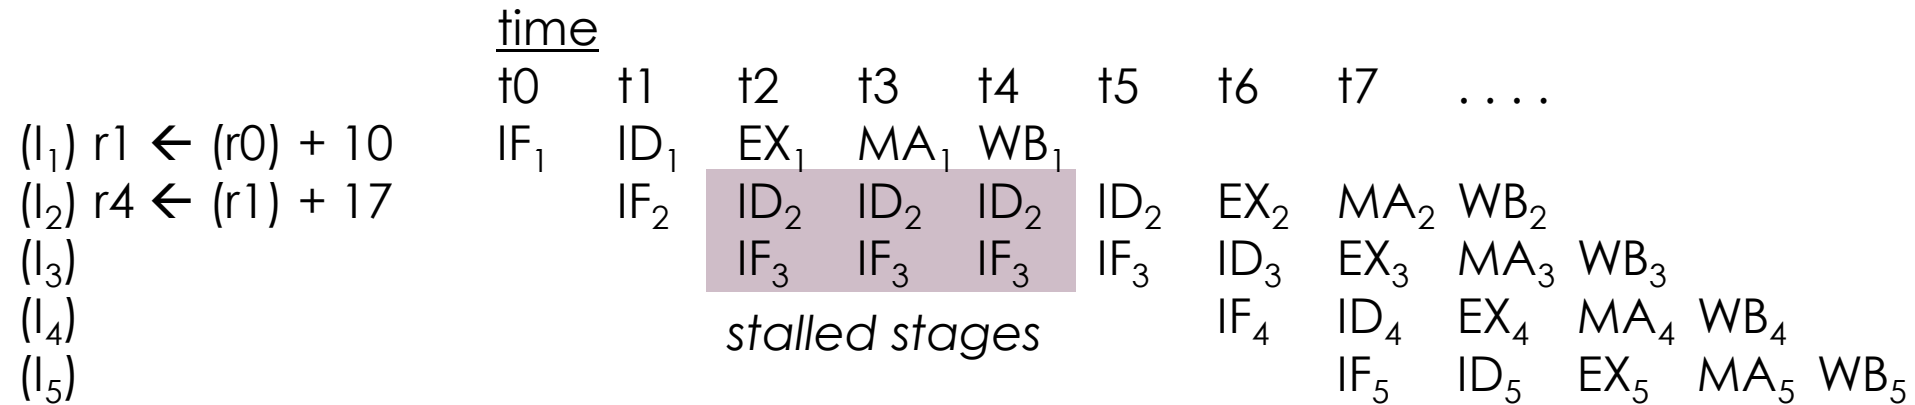 time
t0 t1 t2 t3 t4 t5 t6 t7 . . . .
(I₁) r1 ← (r0) + 10 IF₁ ID₁ EX₁ MA₁ WB₁
(I₂) r4 ← (r1) + 17 IF₂ ID₂ ID₂ ID₂ ID₂ EX₂ MA₂ WB₂
(I₃) IF₃ IF₃ IF₃ IF₃ ID₃ EX₃ MA₃ WB₃
(I₄) IF₄ ID₄ EX₄ MA₄ WB₄
stalled stages
(I₅) IF₅ ID₅ EX₅ MA₅ WB₅